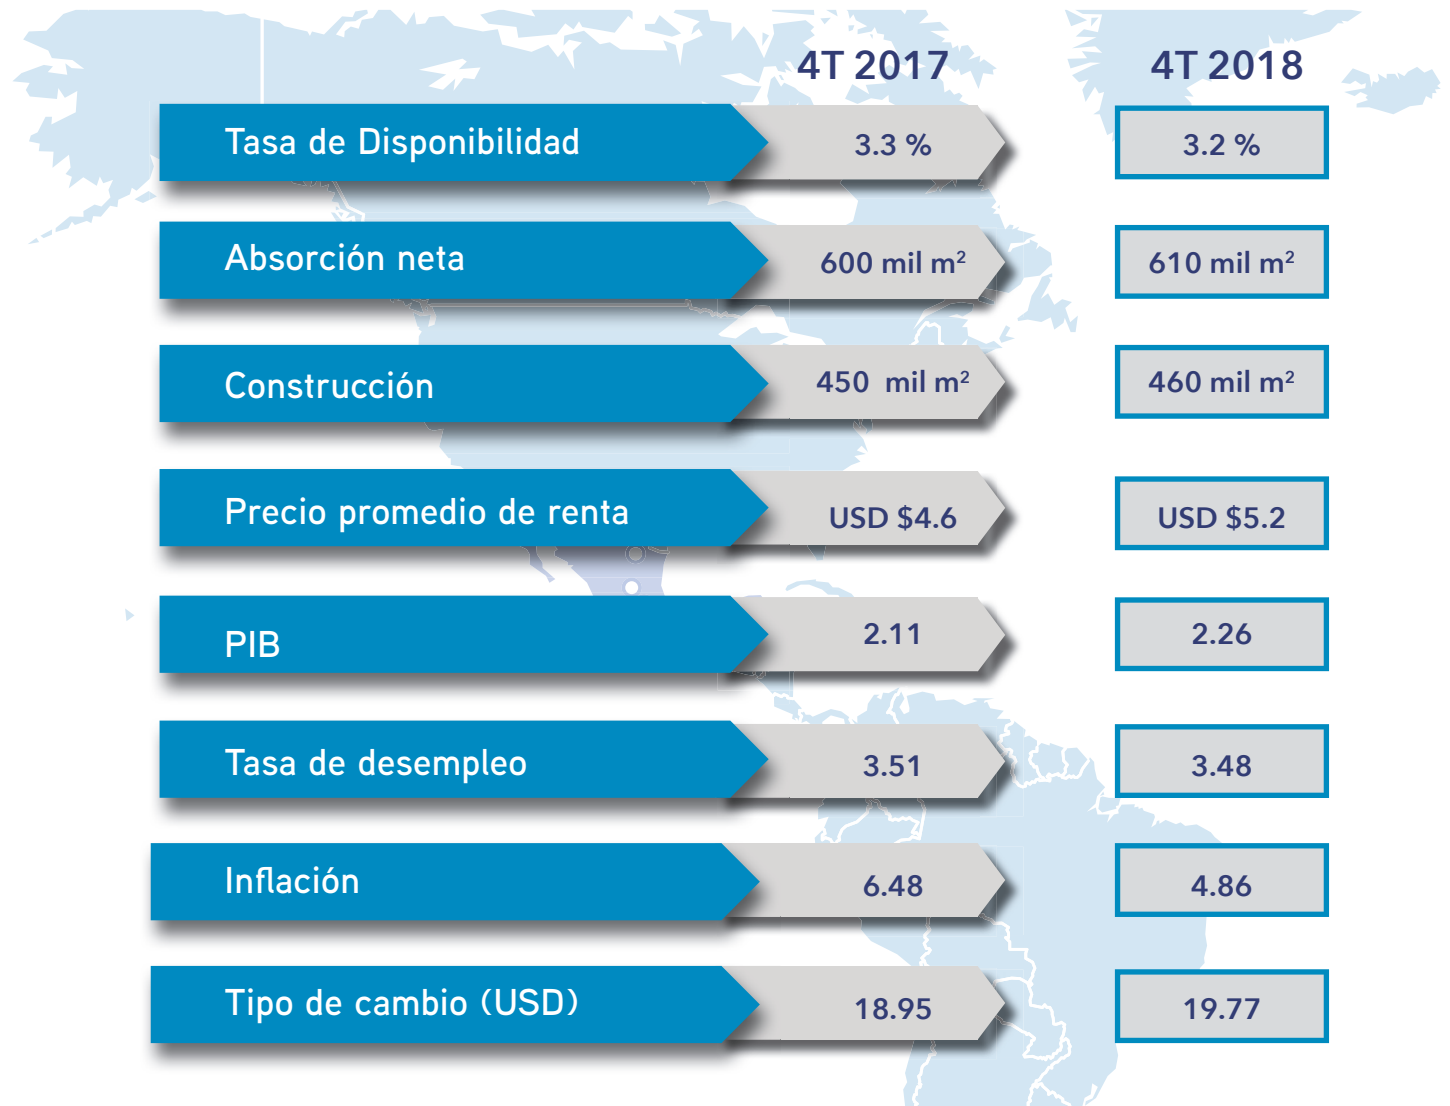 4T 2017 4T 2018
Tasa de Disponibilidad 3.3 % 3.2 %
Absorción neta 600 mil m² 610 mil m²
Construcción 450 mil m² 460 mil m²
Precio promedio de renta USD $4.6 USD $5.2
PIB 2.11 2.26
Tasa de desempleo 3.51 3.48
Inflación 6.48 4.86
Tipo de cambio (USD) 18.95 19.77